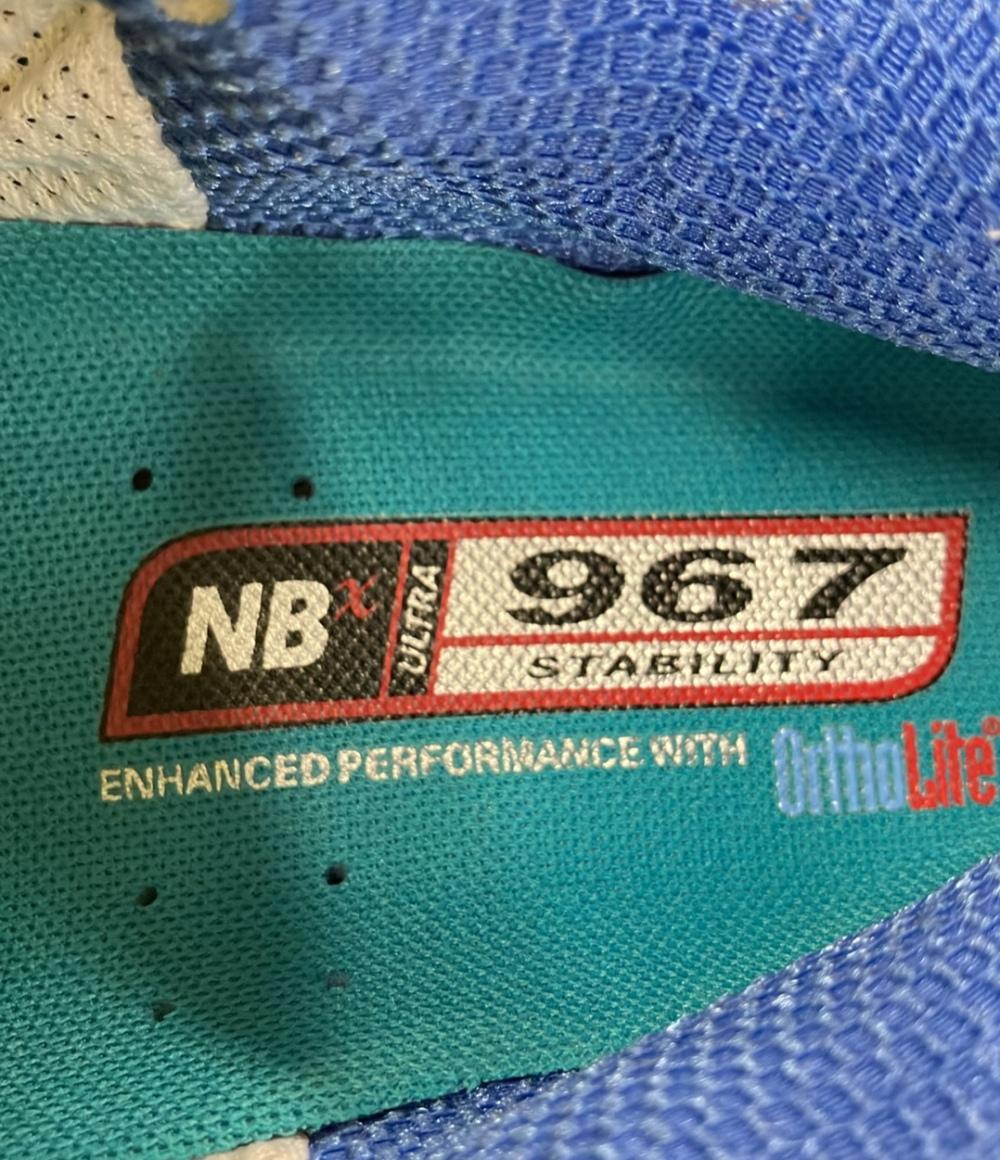 NBx ULTRA 967
STABILITY
ENHANCED PERFORMANCE WITH OrthoLite®